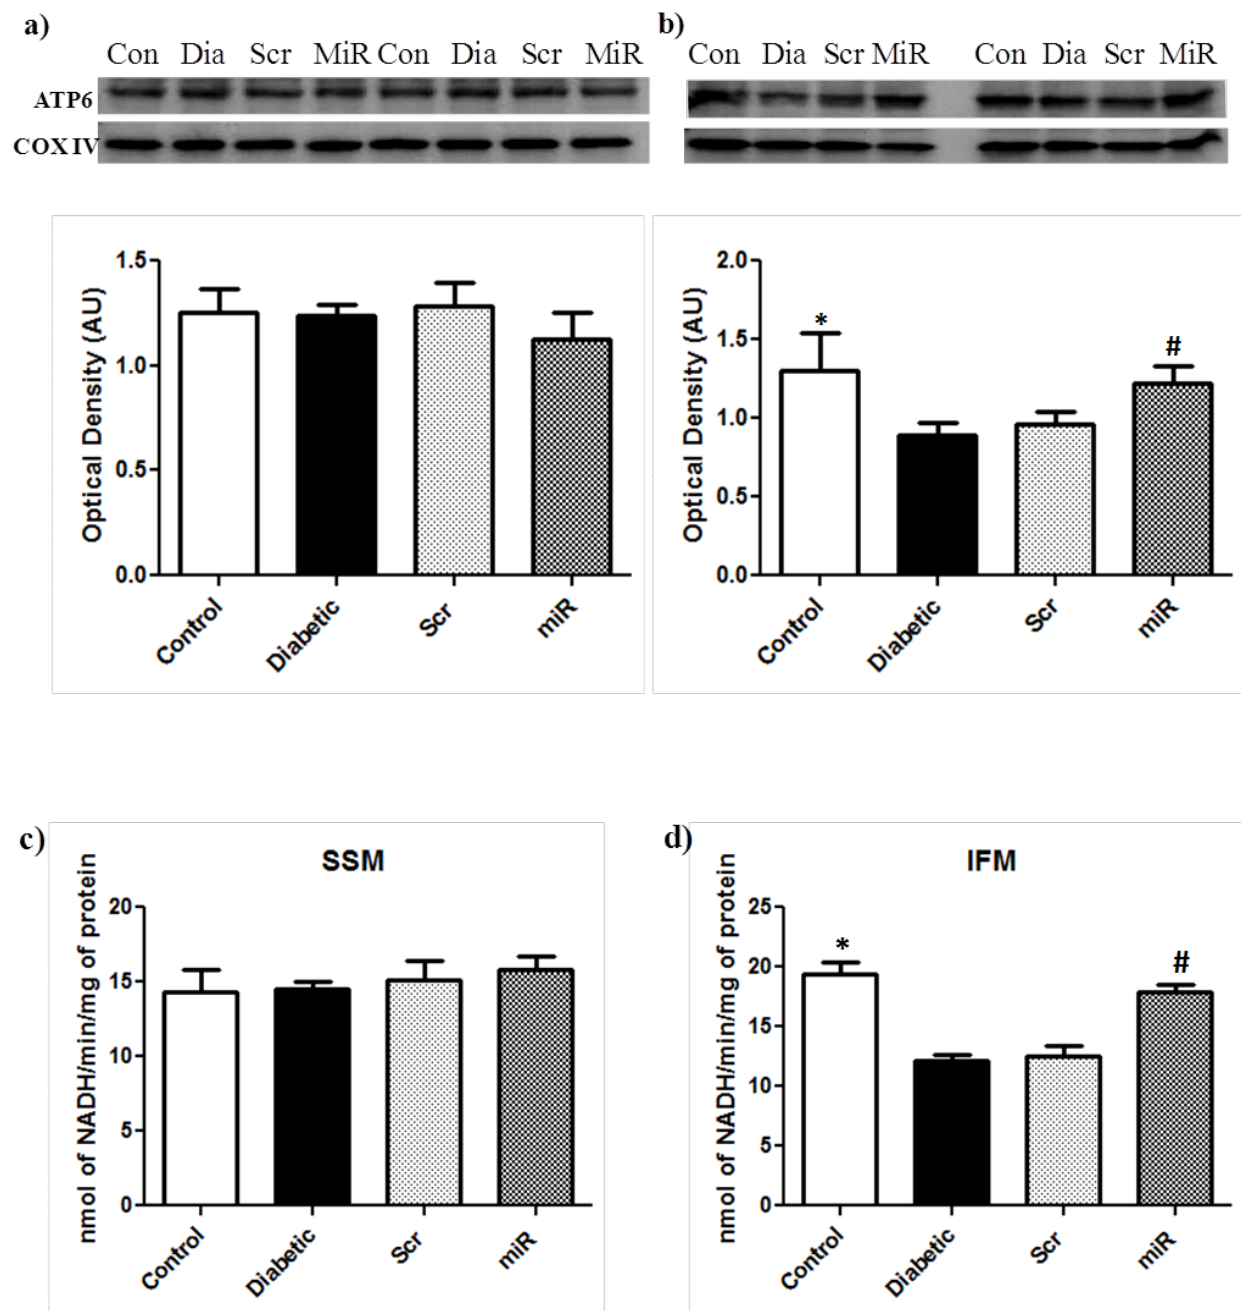 a)
Con Dia Scr MiR Con Dia Scr MiR
ATP6
COX IV
b)
Con Dia Scr MiR Con Dia Scr MiR
Optical Density (AU)
1.5
1.0
0.5
0.0
Control
Diabetic
Scr
miR
Optical Density (AU)
2.0
1.5
1.0
0.5
0.0
*
#
Control
Diabetic
Scr
miR
c)
SSM
nmol of NADH/min/mg of protein
20
15
10
5
0
Control
Diabetic
Scr
miR
d)
IFM
nmol of NADH/min/mg of protein
25
20
15
10
5
0
*
#
Control
Diabetic
Scr
miR